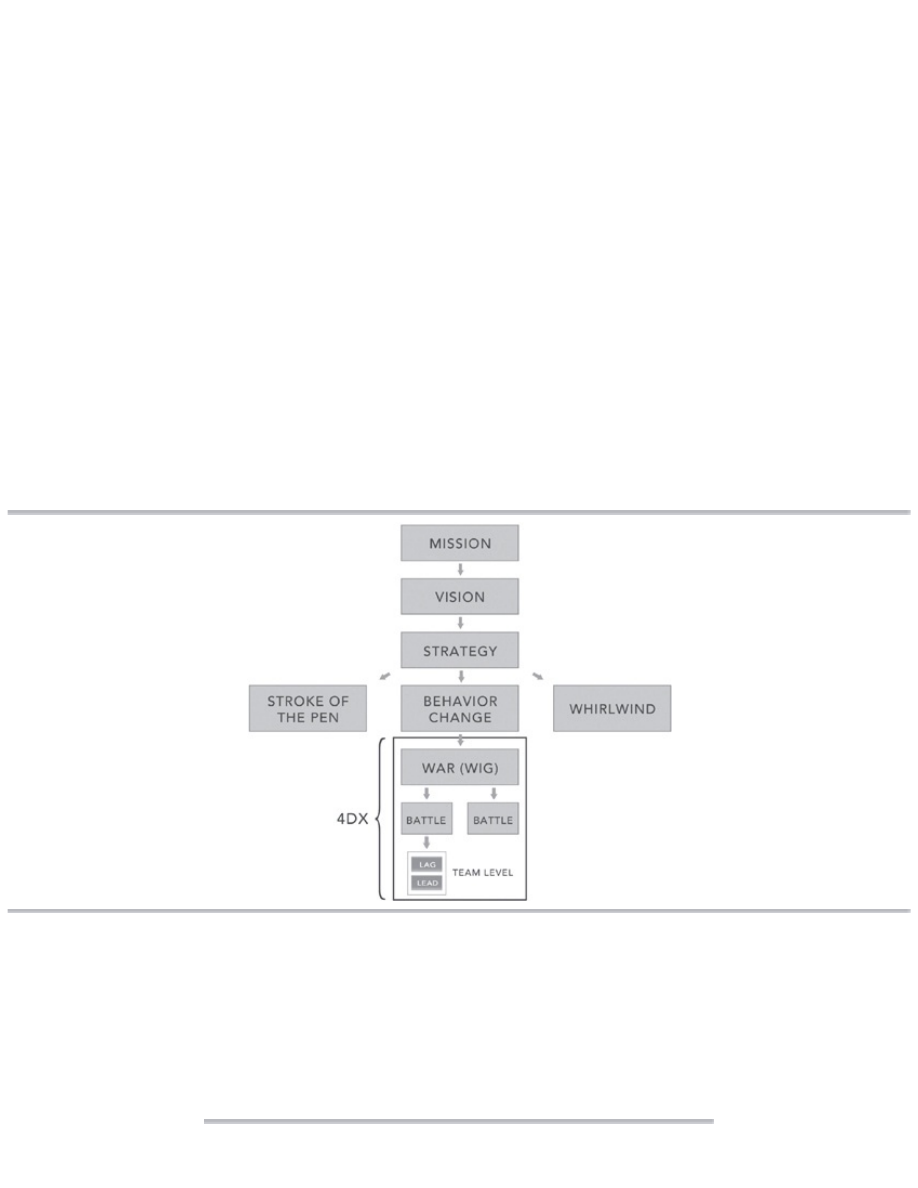 MISSION
VISION
STRATEGY
STROKE OF
THE PEN
BEHAVIOR
CHANGE
WHIRLWIND
4DX
WAR (WIG)
BATTLE
BATTLE
LAG
LEAD
TEAM LEVEL